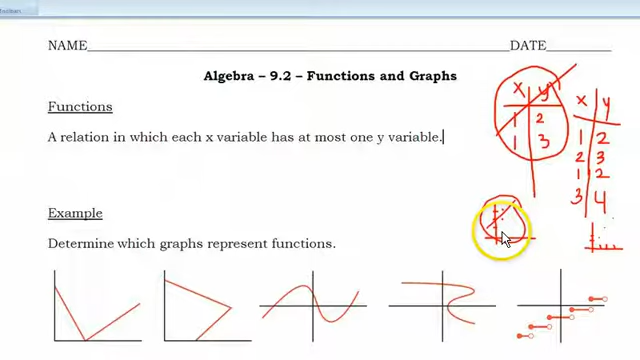 NAME DATE
Algebra – 9.2 – Functions and Graphs
Functions
A relation in which each x variable has at most one y variable.
Example
Determine which graphs represent functions.
x y
1 2
1 3
x y
1 2
2 3
1 2
3 4